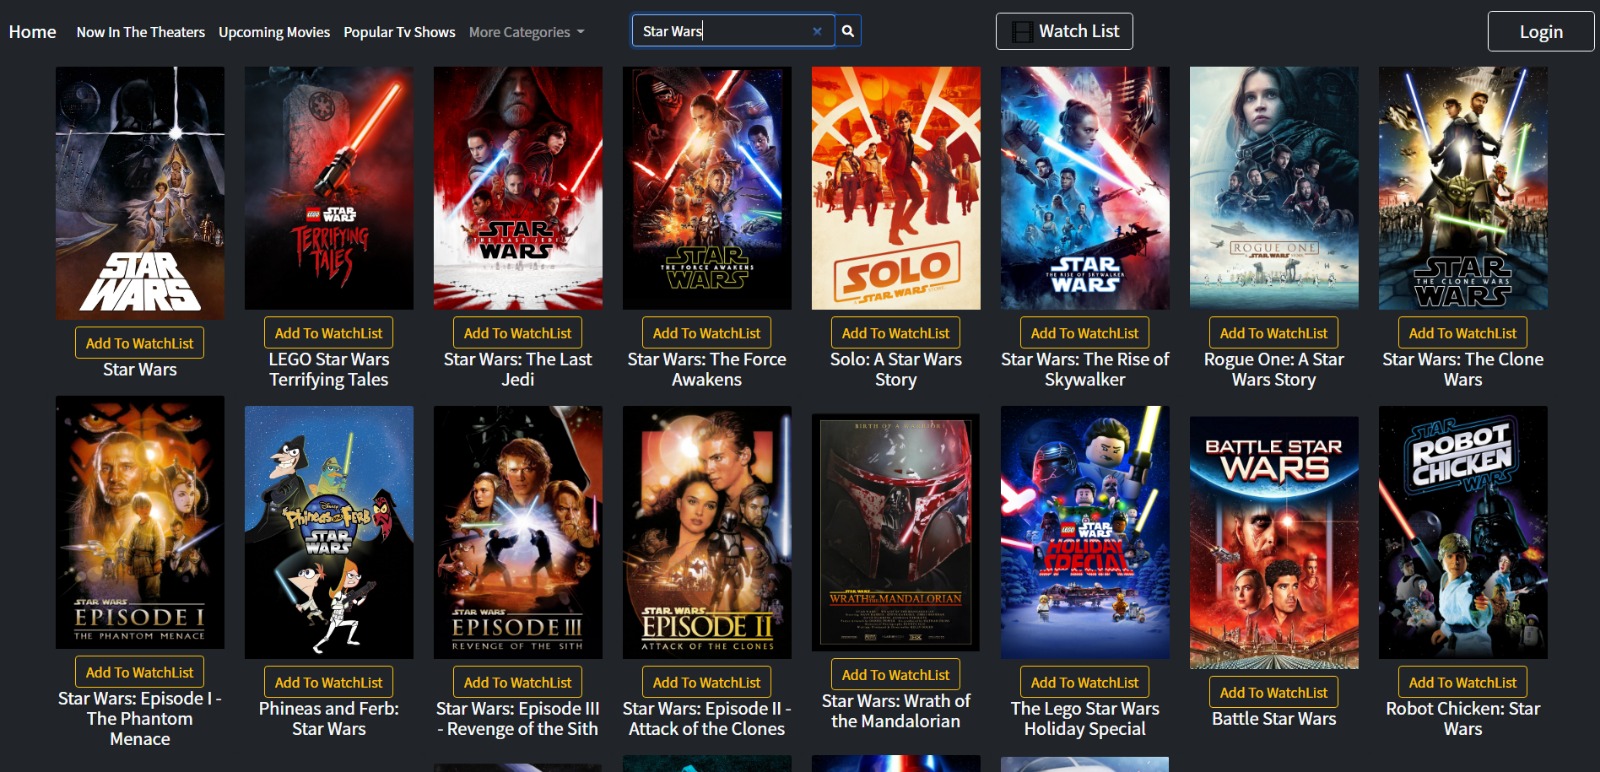 Home
Now In The Theaters
Upcoming Movies
Popular Tv Shows
More Categories
Star Wars
Watch List
Login
STAR
WARS
LEGO STAR
WARS
TERRIFYING
TALES
STAR
THE LAST JEDI
WARS
STAR
THE FORCE AWAKENS
WARS
SOLO
A STAR WARS STORY
STAR
THE RISE OF SKYWALKER
WARS
ROGUE ONE
A STAR WARS STORY
STAR
THE CLONE WARS
WARS
Add To WatchList
Star Wars
Add To WatchList
LEGO Star Wars
Terrifying Tales
Add To WatchList
Star Wars: The Last
Jedi
Add To WatchList
Star Wars: The Force
Awakens
Add To WatchList
Solo: A Star Wars
Story
Add To WatchList
Star Wars: The Rise of
Skywalker
Add To WatchList
Rogue One: A Star
Wars Story
Add To WatchList
Star Wars: The Clone
Wars
STAR WARS
EPISODE I
THE PHANTOM MENACE
Disney
Phineas and Ferb
STAR
WARS
STAR WARS
EPISODE III
REVENGE OF THE SITH
STAR WARS
EPISODE II
ATTACK OF THE CLONES
BIRTH OF A WARRIOR
STAR WARS
WRATH OF THE MANDALORIAN
LEGO STAR
WARS
HOLIDAY
SPECIAL
BATTLE STAR
WARS
STAR
ROBOT
CHICKEN
WARS
Add To WatchList
Star Wars: Episode I -
The Phantom
Menace
Add To WatchList
Phineas and Ferb:
Star Wars
Add To WatchList
Star Wars: Episode III
- Revenge of the Sith
Add To WatchList
Star Wars: Episode II -
Attack of the Clones
Add To WatchList
Star Wars: Wrath of
the Mandalorian
Add To WatchList
The Lego Star Wars
Holiday Special
Add To WatchList
Battle Star Wars
Add To WatchList
Robot Chicken: Star
Wars